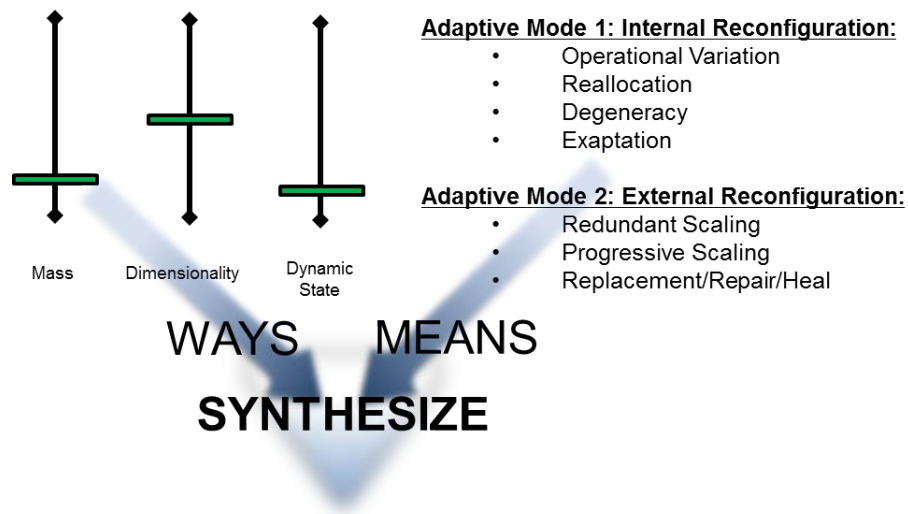 Adaptive Mode 1: Internal Reconfiguration:
• Operational Variation
• Reallocation
• Degeneracy
• Exaptation
Adaptive Mode 2: External Reconfiguration:
• Redundant Scaling
• Progressive Scaling
• Replacement/Repair/Heal
Mass
Dimensionality
Dynamic
State
WAYS
MEANS
SYNTHESIZE